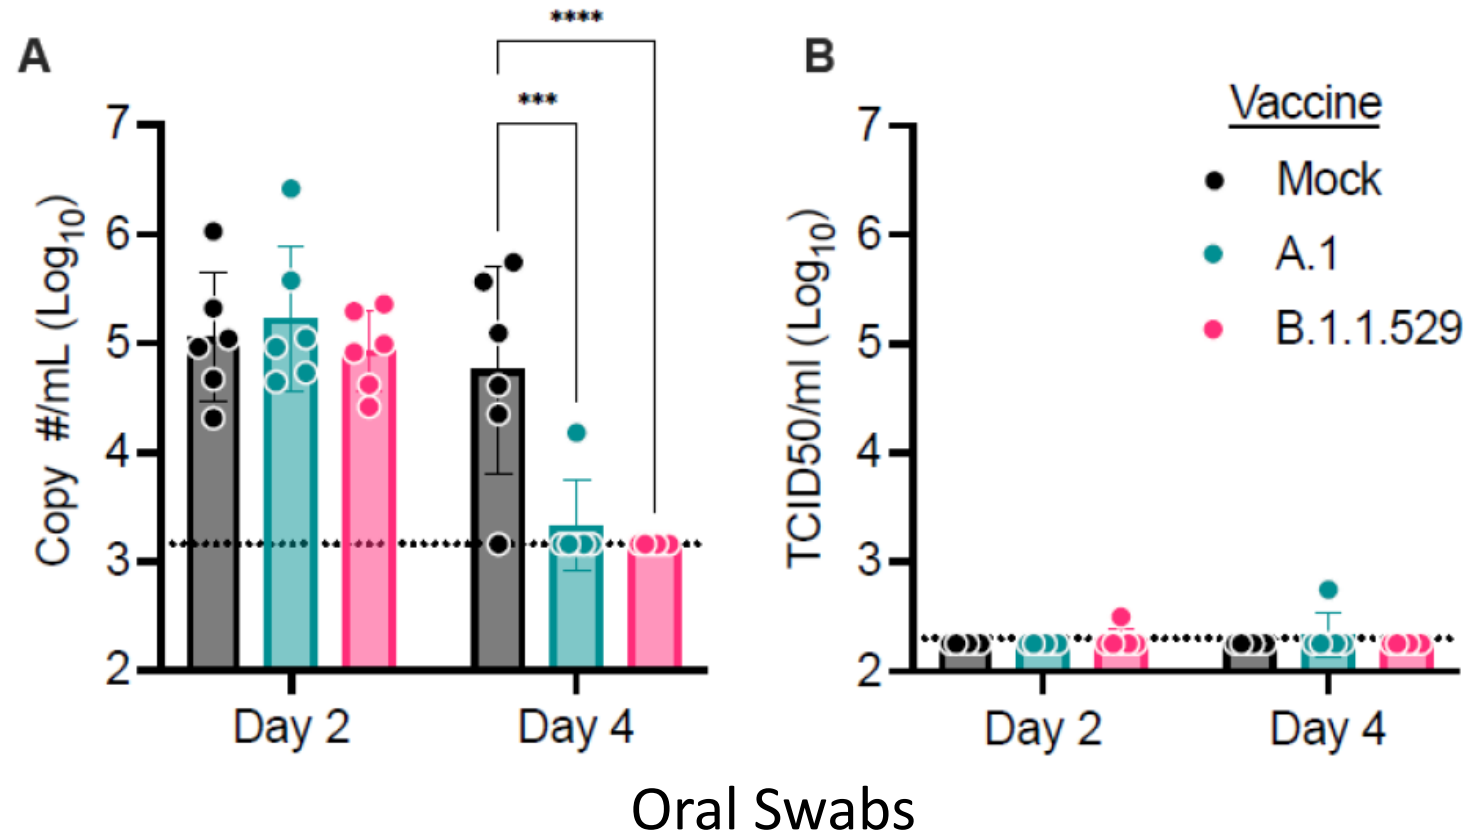 A
B
****
***
7
6
5
4
3
2
Copy #/mL (Log10)
Day 2
Day 4
7
6
5
4
3
2
TCID50/ml (Log10)
Day 2
Day 4
Vaccine
Mock
A.1
B.1.1.529
Oral Swabs